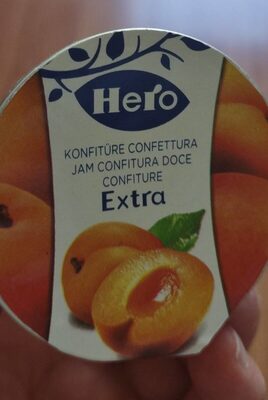 Hero
KONFITÜRE CONFETTURA
JAM CONFITURA DOCE
CONFITURE
Extra